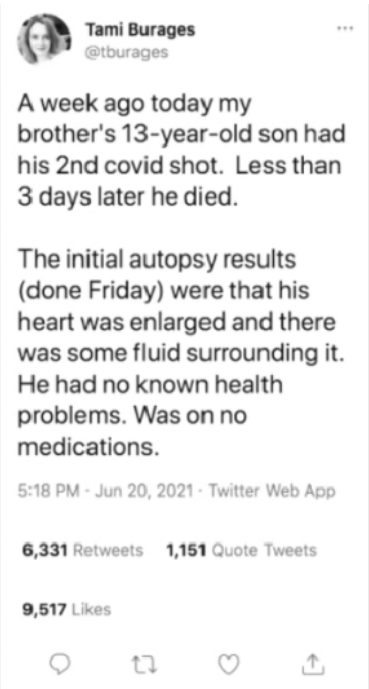 Tami Burages
@tburages
A week ago today my
brother's 13-year-old son had
his 2nd covid shot. Less than
3 days later he died.
The initial autopsy results
(done Friday) were that his
heart was enlarged and there
was some fluid surrounding it.
He had no known health
problems. Was on no
medications.
5:18 PM - Jun 20, 2021 · Twitter Web App
6,331 Retweets 1,151 Quote Tweets
9,517 Likes